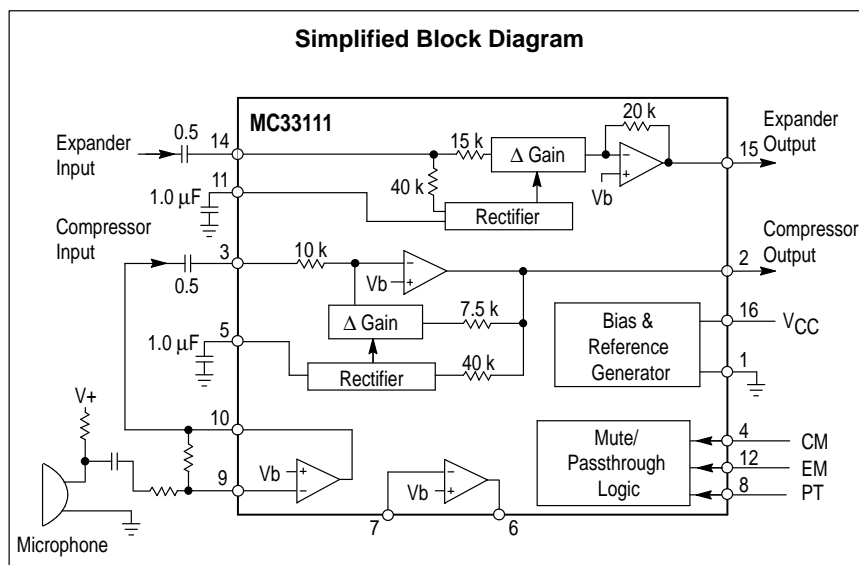 Simplified Block Diagram
MC33111
Expander
Input
0.5
14
15 k
Δ Gain
20 k
Vb
15
Expander
Output
11
1.0 μF
40 k
Rectifier
Compressor
Input
0.5
3
10 k
Vb
2
Compressor
Output
Δ Gain
7.5 k
5
1.0 μF
Rectifier
40 k
Bias &
Reference
Generator
16
VCC
1
V+
10
9
Vb
Microphone
Vb
7
6
Mute/
Passthrough
Logic
4
CM
12
EM
8
PT